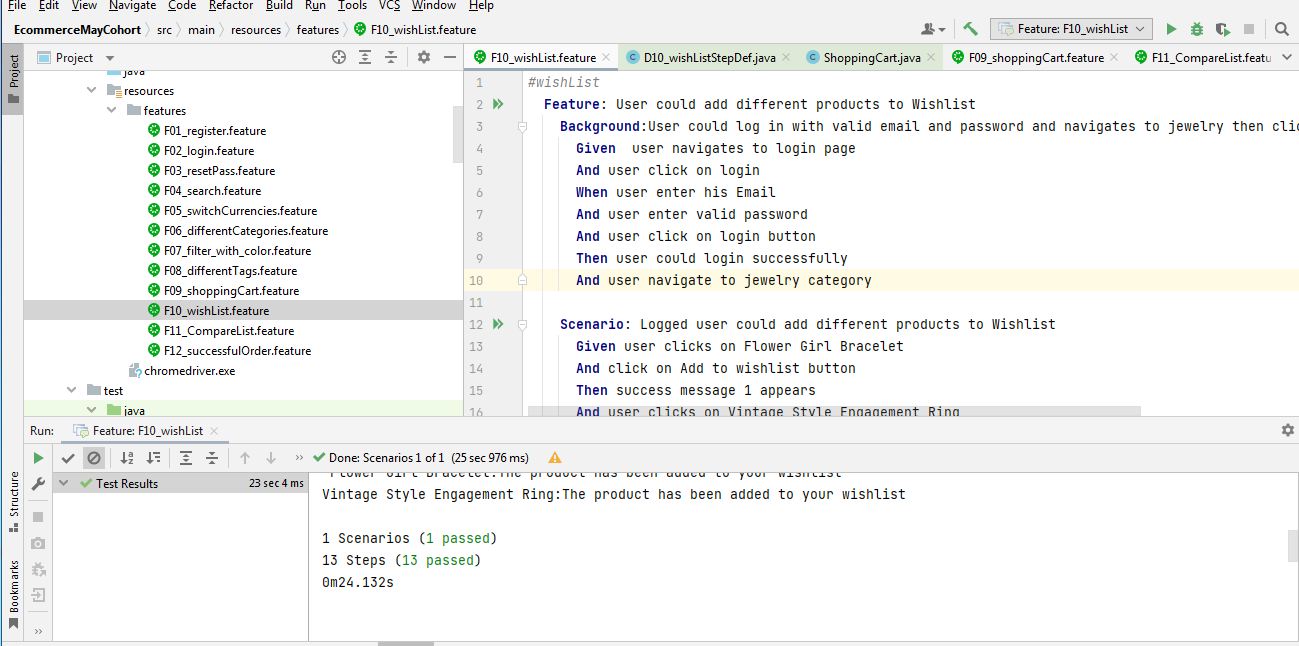 File Edit View Navigate Code Refactor Build Run Tools VCS Window Help
EcommerceMayCohort src main resources features F10_wishList.feature
Feature: F10_wishList
Project
Project
F10_wishList.feature D10_wishListStepDef.java ShoppingCart.java F09_shoppingCart.feature F11_CompareList.featu
java
resources
features
F01_register.feature
F02_login.feature
F03_resetPass.feature
F04_search.feature
F05_switchCurrencies.feature
F06_differentCategories.feature
F07_filter_with_color.feature
F08_differentTags.feature
F09_shoppingCart.feature
F10_wishList.feature
F11_CompareList.feature
F12_successfulOrder.feature
chromedriver.exe
test
java
1 #wishList
2 Feature: User could add different products to Wishlist
3 Background:User could log in with valid email and password and navigates to jewelry then clic
4 Given  user navigates to login page
5 And user click on login
6 When user enter his Email
7 And user enter valid password
8 And user click on login button
9 Then user could login successfully
10 And user navigate to jewelry category
11
12 Scenario: Logged user could add different products to Wishlist
13 Given user clicks on Flower Girl Bracelet
14 And click on Add to wishlist button
15 Then success message 1 appears
16 And user clicks on Vintage Style Engagement Ring
Run: Feature: F10_wishList
Done: Scenarios 1 of 1 (25 sec 976 ms)
Test Results 23 sec 4 ms
Flower Girl Bracelet:The product has been added to your wishlist
Vintage Style Engagement Ring:The product has been added to your wishlist
1 Scenarios (1 passed)
13 Steps (13 passed)
0m24.132s
Structure
Bookmarks